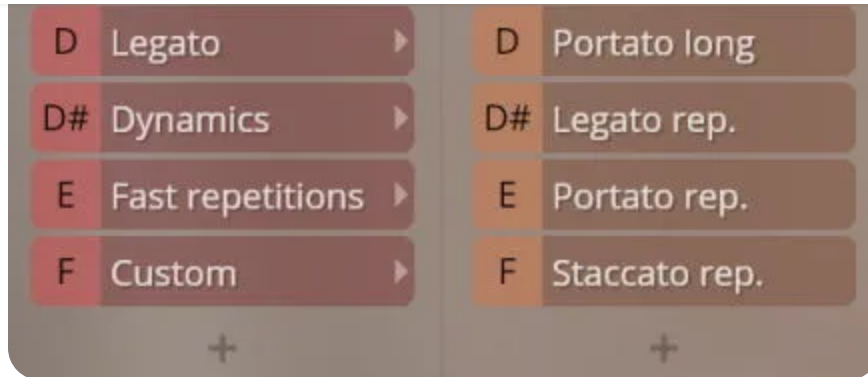 D Legato
D# Dynamics
E Fast repetitions
F Custom
+
D Portato long
D# Legato rep.
E Portato rep.
F Staccato rep.
+